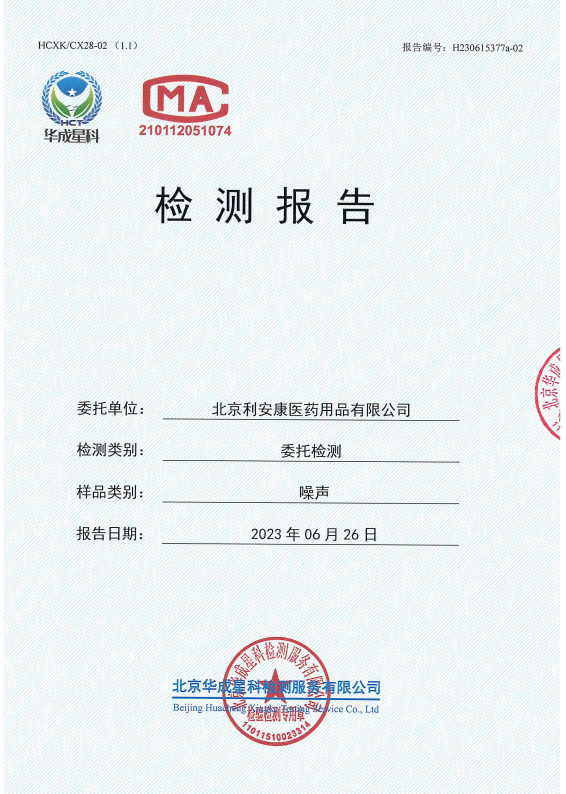 HCXK/CX28-02 （1.1）
报告编号：H230615377a-02
HCT
华成星科
MA
210112051074
检测报告
委托单位：北京利安康医药用品有限公司
检测类别：委托检测
样品类别：噪声
报告日期：2023 年 06 月 26 日
北京华成
北京华成星科检测服务有限公司
北京华成星科检测服务有限公司
Beijing Huacheng Testing Service Co., Ltd
检验检测专用章
11011510023314